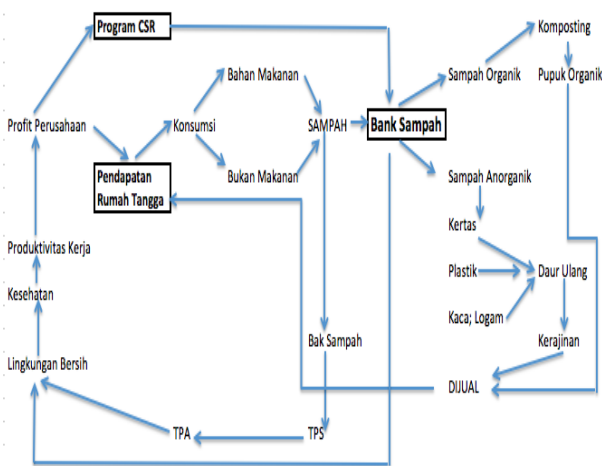 Program CSR
Komposting
Bahan Makanan
Sampah Organik
Pupuk Organik
Profit Perusahaan
Konsumsi
SAMPAH
Bank Sampah
Pendapatan
Rumah Tangga
Bukan Makanan
Sampah Anorganik
Kertas
Produktivitas Kerja
Plastik
Daur Ulang
Kesehatan
Kaca; Logam
Bak Sampah
Kerajinan
Lingkungan Bersih
DIJUAL
TPA
TPS